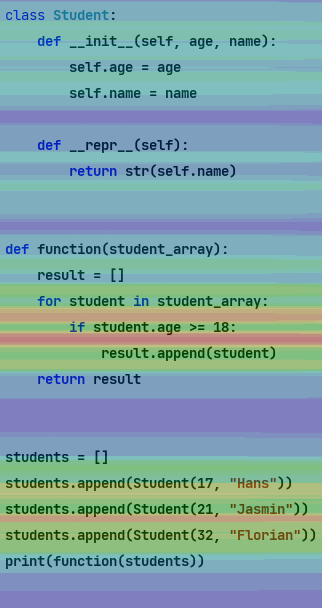 class Student:
    def __init__(self, age, name):
        self.age = age
        self.name = name
    def __repr__(self):
        return str(self.name)
def function(student_array):
    result = []
    for student in student_array:
        if student.age >= 18:
            result.append(student)
    return result
students = []
students.append(Student(17, "Hans"))
students.append(Student(21, "Jasmin"))
students.append(Student(32, "Florian"))
print(function(students))